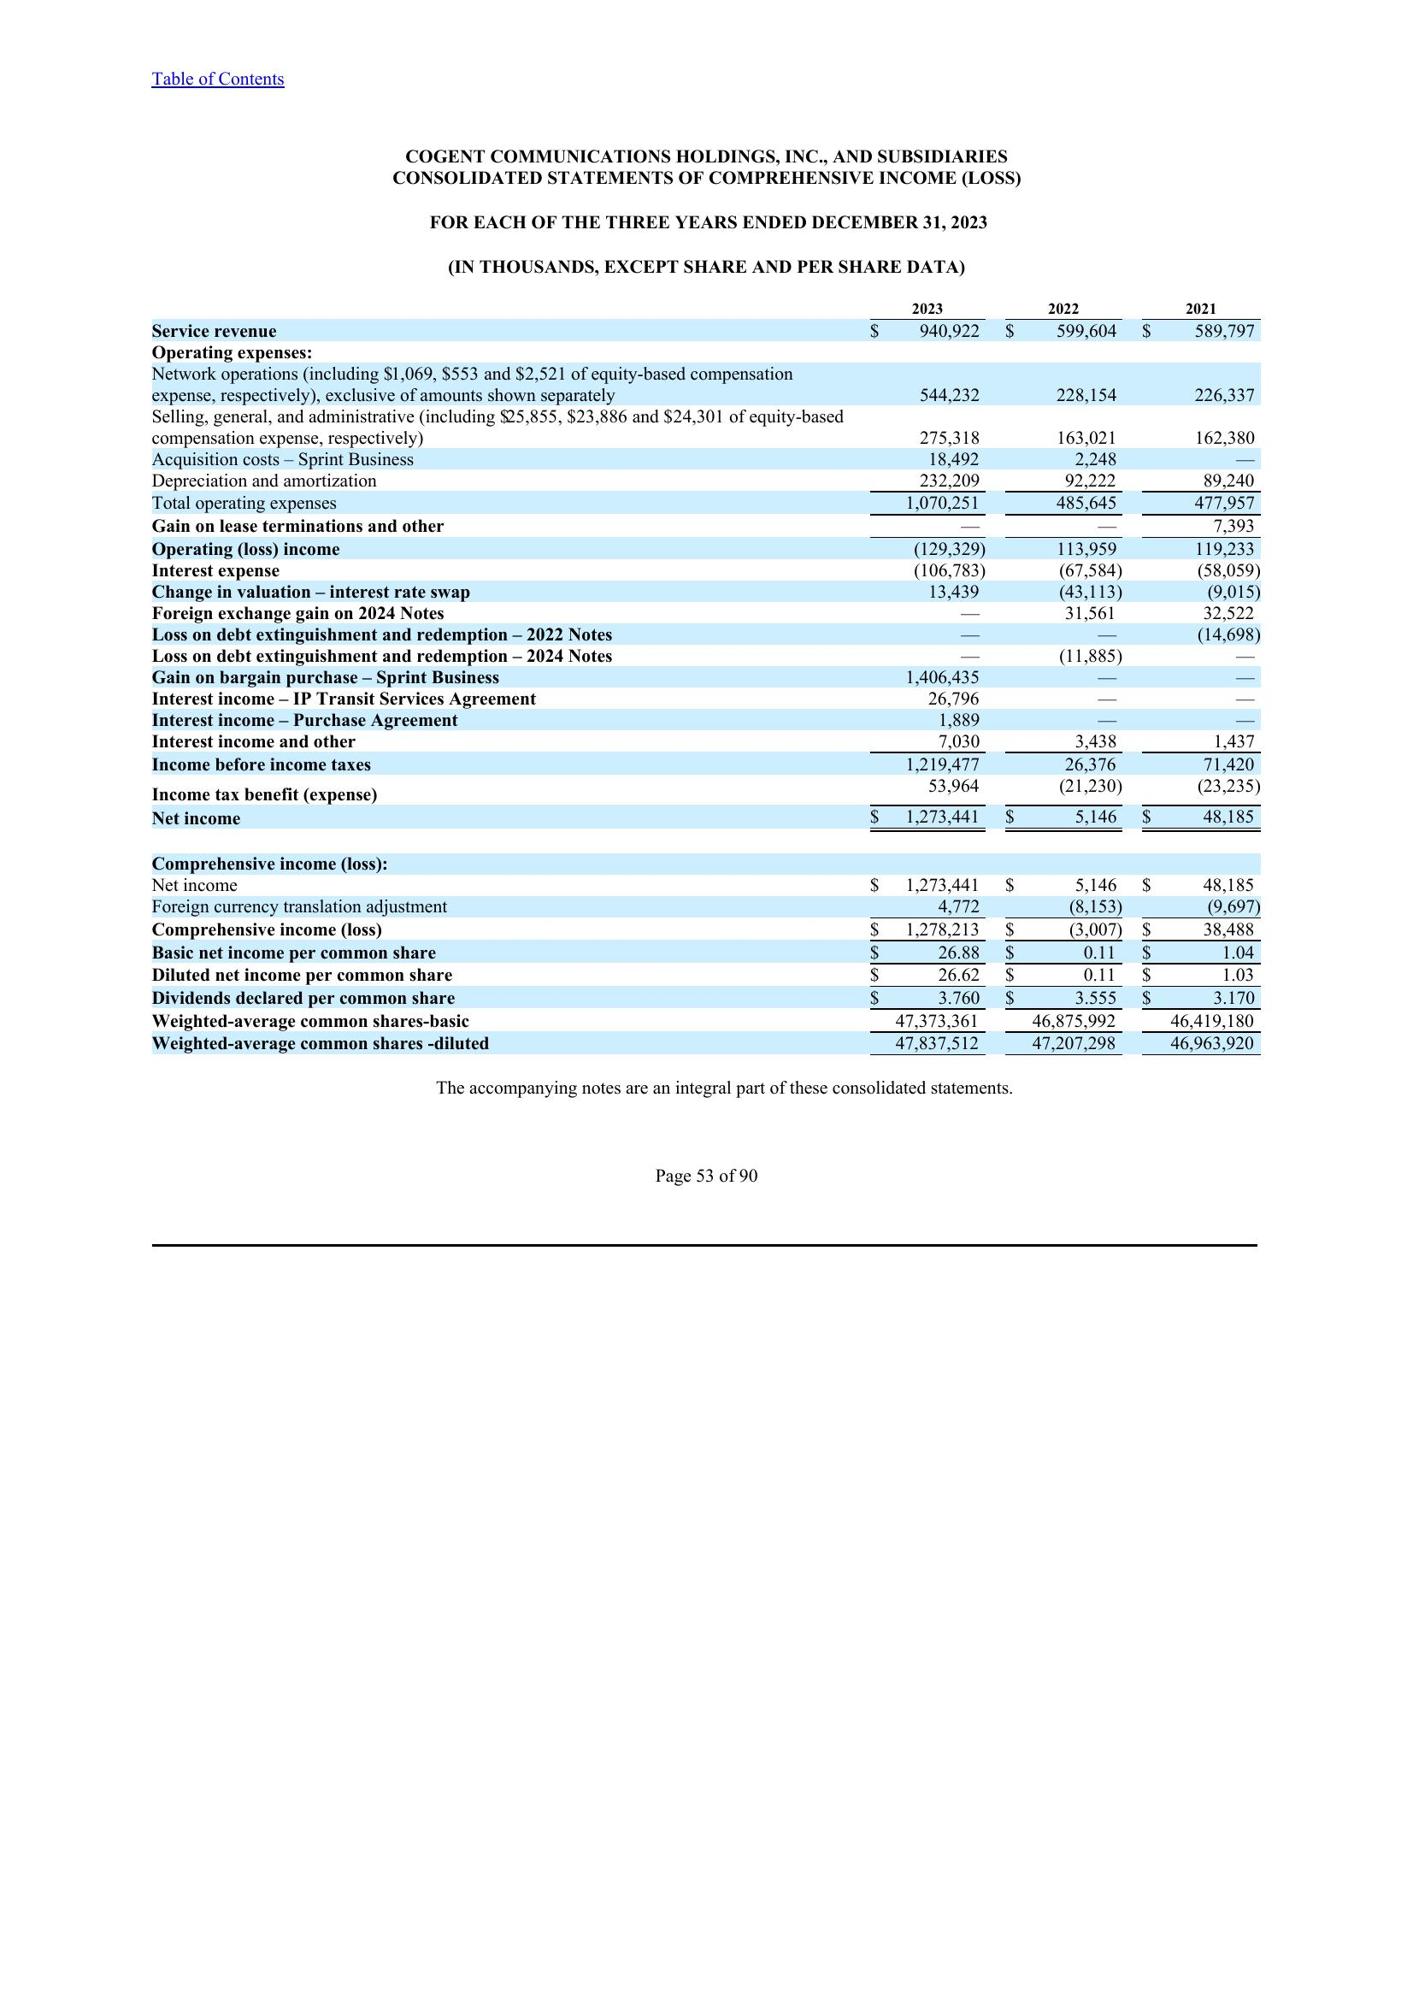 Table of Contents
COGENT COMMUNICATIONS HOLDINGS, INC., AND SUBSIDIARIES
CONSOLIDATED STATEMENTS OF COMPREHENSIVE INCOME (LOSS)
FOR EACH OF THE THREE YEARS ENDED DECEMBER 31, 2023
(IN THOUSANDS, EXCEPT SHARE AND PER SHARE DATA)
2023 2022 2021
Service revenue $ 940,922 $ 599,604 $ 589,797
Operating expenses:
Network operations (including $1,069, $553 and $2,521 of equity-based compensation
expense, respectively), exclusive of amounts shown separately 544,232 228,154 226,337
Selling, general, and administrative (including $25,855, $23,886 and $24,301 of equity-based
compensation expense, respectively) 275,318 163,021 162,380
Acquisition costs – Sprint Business 18,492 2,248 —
Depreciation and amortization 232,209 92,222 89,240
Total operating expenses 1,070,251 485,645 477,957
Gain on lease terminations and other — — 7,393
Operating (loss) income (129,329) 113,959 119,233
Interest expense (106,783) (67,584) (58,059)
Change in valuation – interest rate swap 13,439 (43,113) (9,015)
Foreign exchange gain on 2024 Notes — 31,561 32,522
Loss on debt extinguishment and redemption – 2022 Notes — — (14,698)
Loss on debt extinguishment and redemption – 2024 Notes — (11,885) —
Gain on bargain purchase – Sprint Business 1,406,435 — —
Interest income – IP Transit Services Agreement 26,796 — —
Interest income – Purchase Agreement 1,889 — —
Interest income and other 7,030 3,438 1,437
Income before income taxes 1,219,477 26,376 71,420
Income tax benefit (expense) 53,964 (21,230) (23,235)
Net income $ 1,273,441 $ 5,146 $ 48,185
Comprehensive income (loss):
Net income $ 1,273,441 $ 5,146 $ 48,185
Foreign currency translation adjustment 4,772 (8,153) (9,697)
Comprehensive income (loss) $ 1,278,213 $ (3,007) $ 38,488
Basic net income per common share $ 26.88 $ 0.11 $ 1.04
Diluted net income per common share $ 26.62 $ 0.11 $ 1.03
Dividends declared per common share $ 3.760 $ 3.555 $ 3.170
Weighted-average common shares-basic 47,373,361 46,875,992 46,419,180
Weighted-average common shares -diluted 47,837,512 47,207,298 46,963,920
The accompanying notes are an integral part of these consolidated statements.
Page 53 of 90